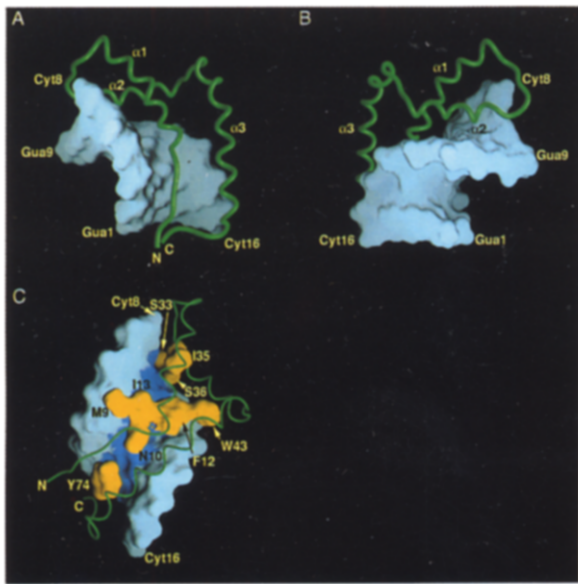 A
α1
Cyt8
α2
Gua9
α3
Gua1
N
C
Cyt16
B
α1
Cyt8
α3
α2
Gua9
Cyt16
Gua1
C
Cyt8
S33
I35
I13
S36
M9
W43
F12
N10
N
Y74
C
Cyt16